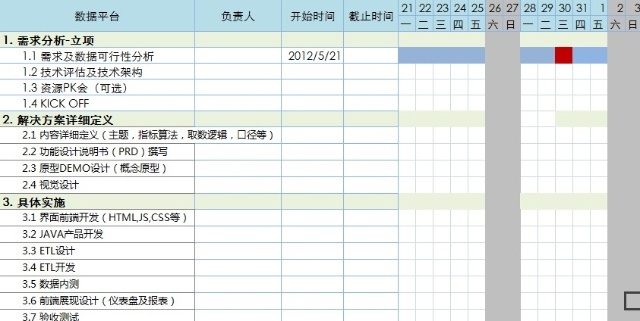 数据平台 负责人 开始时间 截止时间 21 22 23 24 25 26 27 28 29 30 31 1 2 3
一 二 三 四 五 六 日 一 二 三 四 五 六 日
1. 需求分析-立项
1.1 需求及数据可行性分析 2012/5/21
1.2 技术评估及技术架构
1.3 资源PK会（可选）
1.4 KICK OFF
2. 解决方案详细定义
2.1 内容详细定义（主题，指标算法，取数逻辑，口径等）
2.2 功能设计说明书（PRD）撰写
2.3 原型DEMO设计（概念原型）
2.4 视觉设计
3. 具体实施
3.1 界面前端开发（HTML,JS,CSS等）
3.2 JAVA产品开发
3.3 ETL设计
3.4 ETL开发
3.5 数据内测
3.6 前端展现设计（仪表盘及报表）
3.7 验收测试